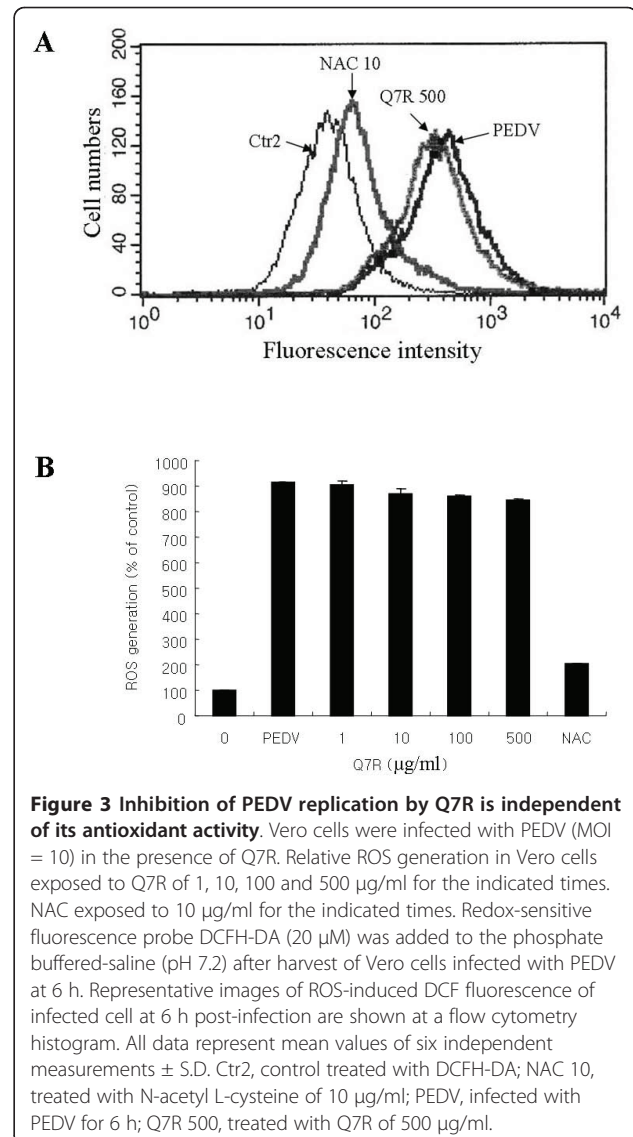 A
200
160
120
80
40
0
Cell numbers
NAC 10
Q7R 500
PEDV
Ctr2
10^0 10^1 10^2 10^3 10^4
Fluorescence intensity
B
1000
900
800
700
600
500
400
300
200
100
0
ROS generation (% of control)
0 PEDV 1 10 100 500 NAC
Q7R (µg/ml)
Figure 3 Inhibition of PEDV replication by Q7R is independent
of its antioxidant activity. Vero cells were infected with PEDV (MOI
= 10) in the presence of Q7R. Relative ROS generation in Vero cells
exposed to Q7R of 1, 10, 100 and 500 µg/ml for the indicated times.
NAC exposed to 10 µg/ml for the indicated times. Redox-sensitive
fluorescence probe DCFH-DA (20 µM) was added to the phosphate
buffered-saline (pH 7.2) after harvest of Vero cells infected with PEDV
at 6 h. Representative images of ROS-induced DCF fluorescence of
infected cell at 6 h post-infection are shown at a flow cytometry
histogram. All data represent mean values of six independent
measurements ± S.D. Ctr2, control treated with DCFH-DA; NAC 10,
treated with N-acetyl L-cysteine of 10 µg/ml; PEDV, infected with
PEDV for 6 h; Q7R 500, treated with Q7R of 500 µg/ml.